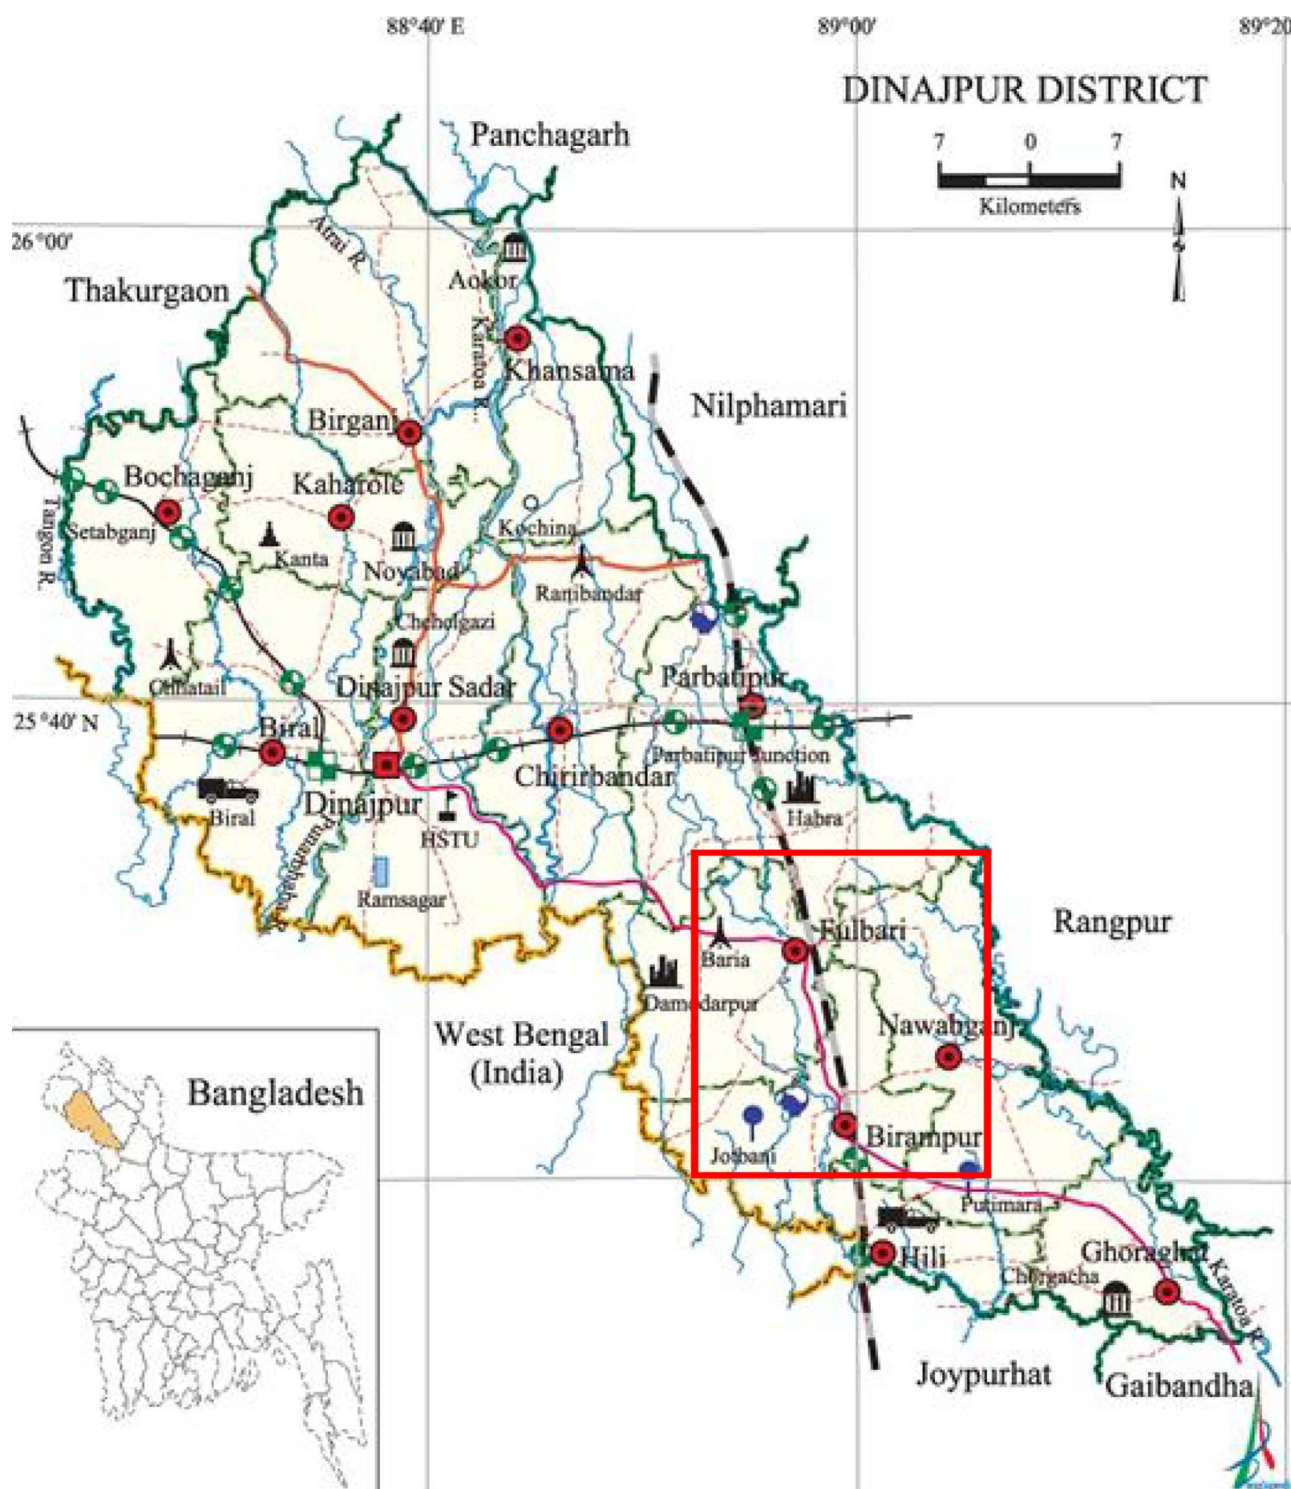 88°40' E
89°00'
89°20'
DINAJPUR DISTRICT
7 0 7
Kilometers
N
Panchagarh
26°00'
Atrai R.
Aokor
Thakurgaon
Karatoa R.
Khansama
Nilphamari
Birganj
Bochaganj
Kaharole
Setabganj
Kochina
Tangon R.
Kanta
Noyabad
Ranibandar
Chehelgazi
Parbatipur
Chhatail
Dinajpur Sadar
25°40' N
Biral
Parbatipur Junction
Chirirbandar
Dinajpur
Biral
HSTU
Habra
Punarbhaba R.
Ramsagar
Fulbari
Rangpur
Baria
Damodarpur
West Bengal
(India)
Nawabganj
Bangladesh
Birampur
Jotbani
Putimara
Hili
Ghoraghat
Chorgacha
Karatoa R.
Joypurhat
Gaibandha